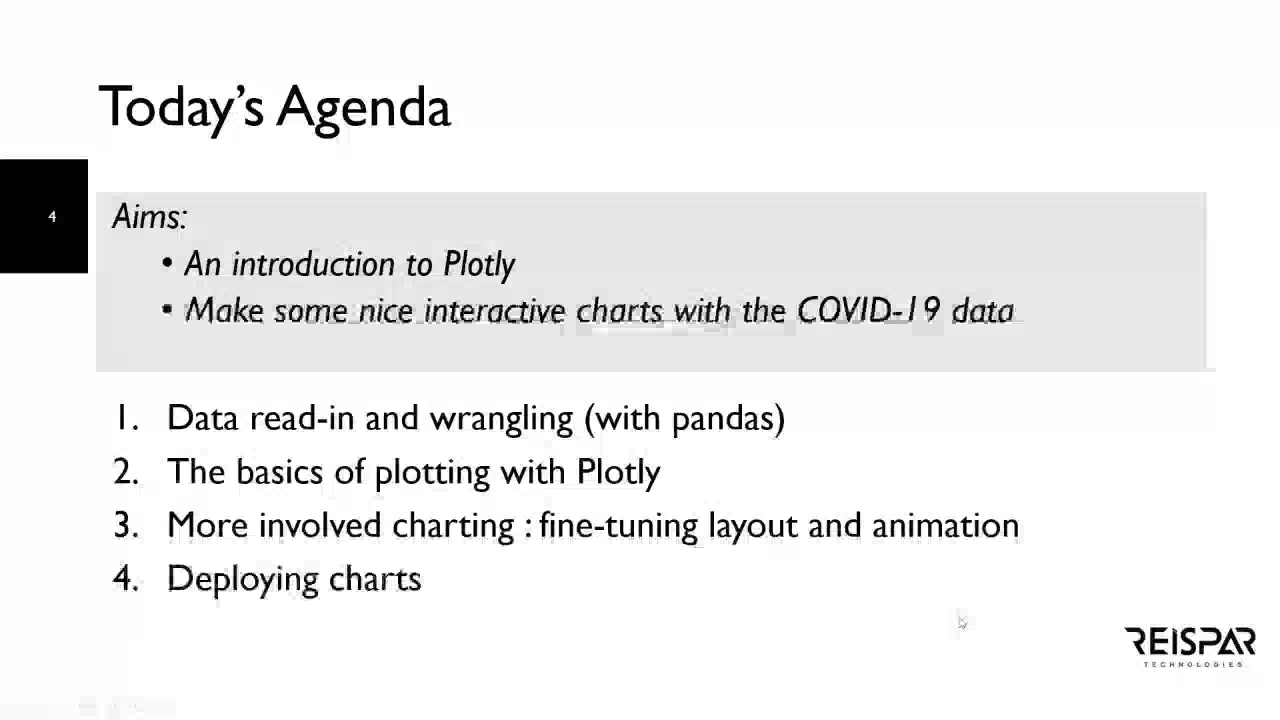 Today's Agenda
4
Aims:
• An introduction to Plotly
• Make some nice interactive charts with the COVID-19 data
1. Data read-in and wrangling (with pandas)
2. The basics of plotting with Plotly
3. More involved charting : fine-tuning layout and animation
4. Deploying charts
REISPAR
TECHNOLOGIES